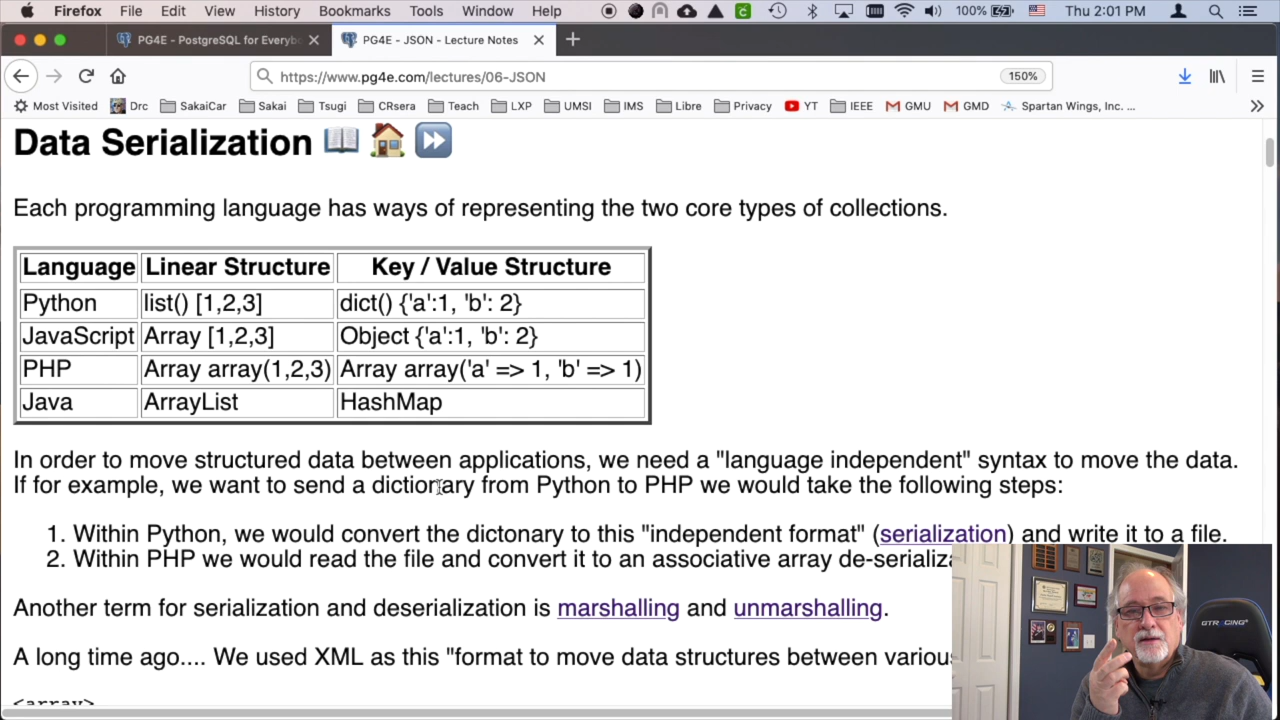 Firefox File Edit View History Bookmarks Tools Window Help 100% Thu 2:01 PM
PG4E - PostgreSQL for Everyb PG4E - JSON - Lecture Notes
https://www.pg4e.com/lectures/06-JSON 150%
Most Visited Drc SakaiCar Sakai Tsugi CRsera Teach LXP UMSI IMS Libre Privacy YT IEEE GMU GMD Spartan Wings, Inc. ...
Data Serialization
Each programming language has ways of representing the two core types of collections.
Language Linear Structure Key / Value Structure
Python list() [1,2,3] dict() {'a':1, 'b': 2}
JavaScript Array [1,2,3] Object {'a':1, 'b': 2}
PHP Array array(1,2,3) Array array('a' => 1, 'b' => 1)
Java ArrayList HashMap
In order to move structured data between applications, we need a "language independent" syntax to move the data.
If for example, we want to send a dictionary from Python to PHP we would take the following steps:
1. Within Python, we would convert the dictonary to this "independent format" (serialization) and write it to a file.
2. Within PHP we would read the file and convert it to an associative array de-serializa
Another term for serialization and deserialization is marshalling and unmarshalling.
A long time ago.... We used XML as this "format to move data structures between various
<array>
GTRACING